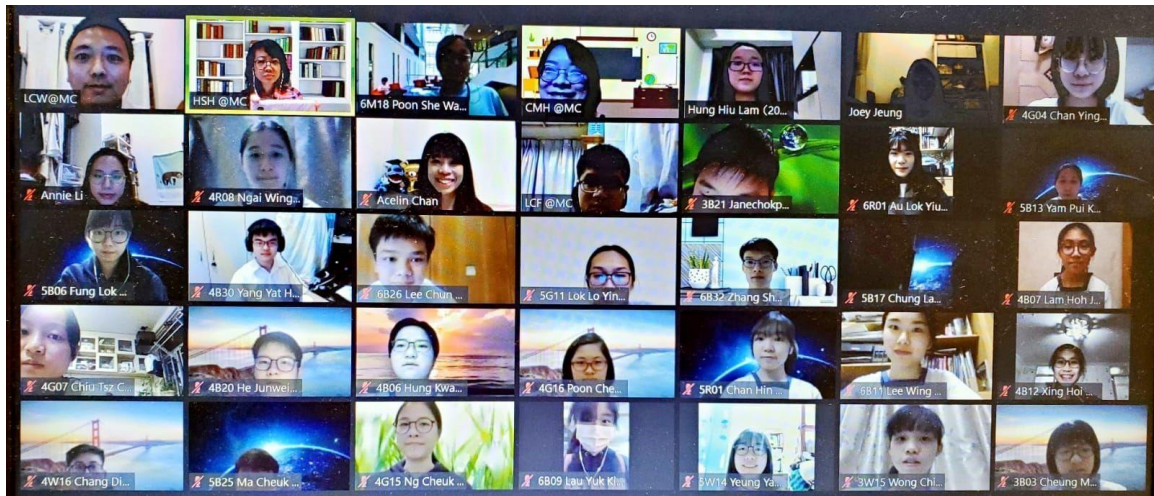 LCW@MC
HSH @MC
6M18 Poon She Wa...
CMH @MC
Hung Hiu Lam (20...
Joey Jeung
4G04 Chan Ying...
Annie Li
4R08 Ngai Wing...
Acelin Chan
LCF @MC
3B21 Janechokp...
6R01 Au Lok Yiu...
5B13 Yam Pui K...
5B06 Fung Lok ...
4B30 Yang Yat H...
6B26 Lee Chun ...
5G11 Lok Lo Yin...
6B32 Zhang Sh...
5B17 Chung La...
4B07 Lam Hoh J...
4G07 Chiu Tsz C...
4B20 He Junwei...
4B06 Hung Kwa...
4G16 Poon Che...
5R01 Chan Hin ...
6B11 Lee Wing ...
4B12 Xing Hoi ...
4W16 Chang Di...
5B25 Ma Cheuk ...
4G15 Ng Cheuk ...
6B09 Lau Yuk Ki...
5W14 Yeung Ya...
3W15 Wong Chi...
3B03 Cheung M...